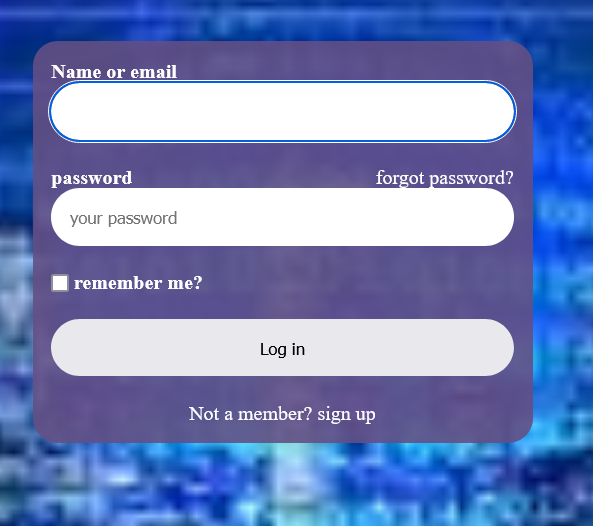 Name or email
password forgot password?
your password
remember me?
Log in
Not a member? sign up